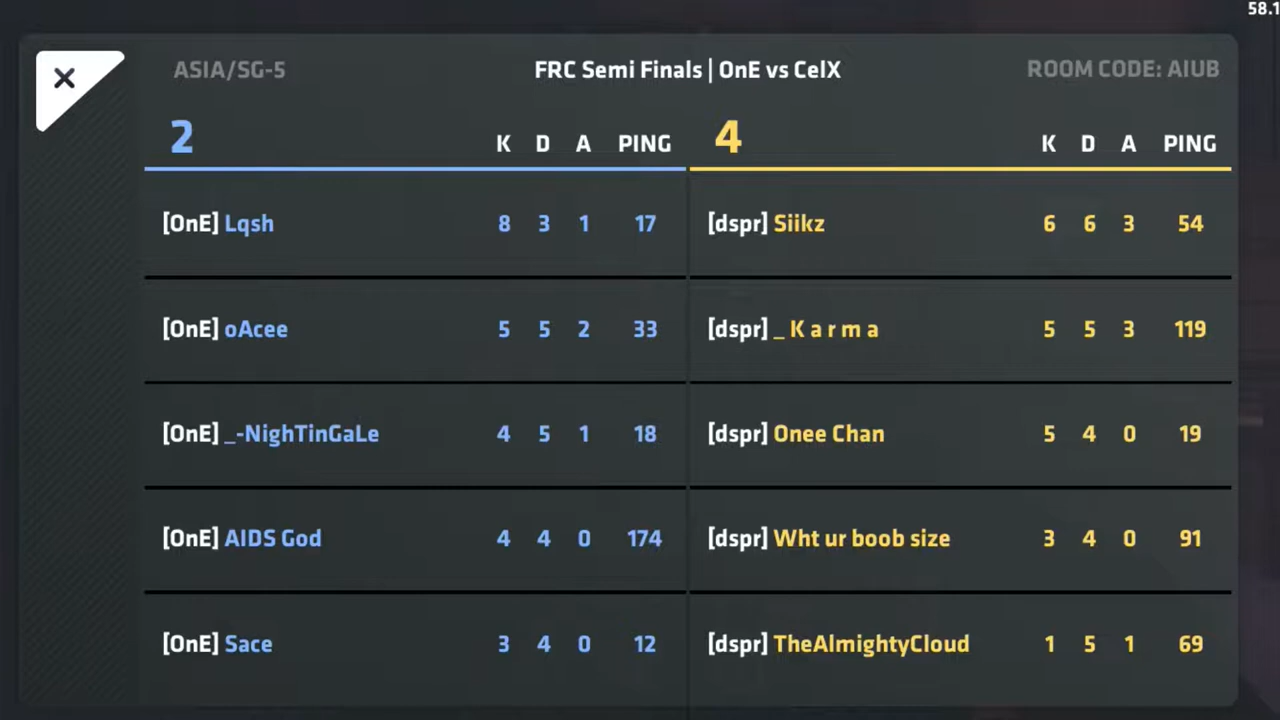 58.1
X
ASIA/SG-5 FRC Semi Finals | OnE vs CelX ROOM CODE: AIUB
2 K D A PING 4 K D A PING
[OnE] Lqsh 8 3 1 17 [dspr] Siikz 6 6 3 54
[OnE] oAcee 5 5 2 33 [dspr] _ K a r m a 5 5 3 119
[OnE] _-NighTinGaLe 4 5 1 18 [dspr] Onee Chan 5 4 0 19
[OnE] AIDS God 4 4 0 174 [dspr] Wht ur boob size 3 4 0 91
[OnE] Sace 3 4 0 12 [dspr] TheAlmightyCloud 1 5 1 69